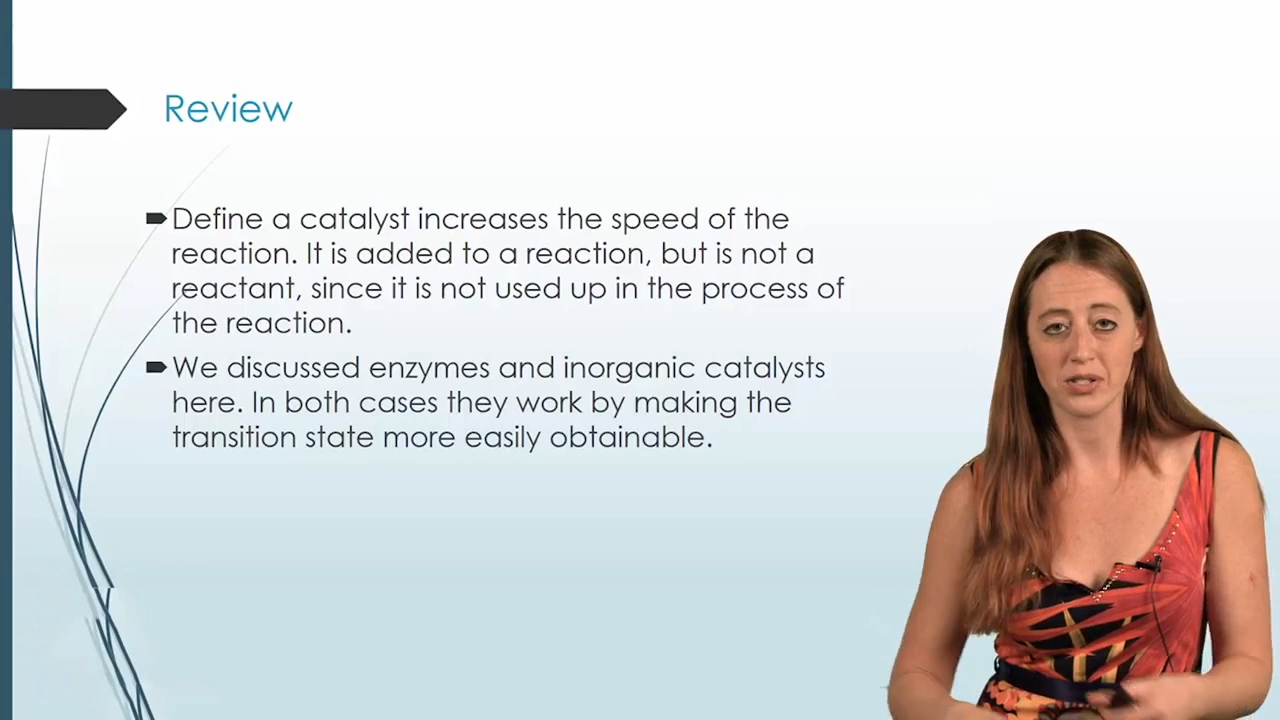 Review
Define a catalyst increases the speed of the
reaction. It is added to a reaction, but is not a
reactant, since it is not used up in the process of
the reaction.
We discussed enzymes and inorganic catalysts
here. In both cases they work by making the
transition state more easily obtainable.